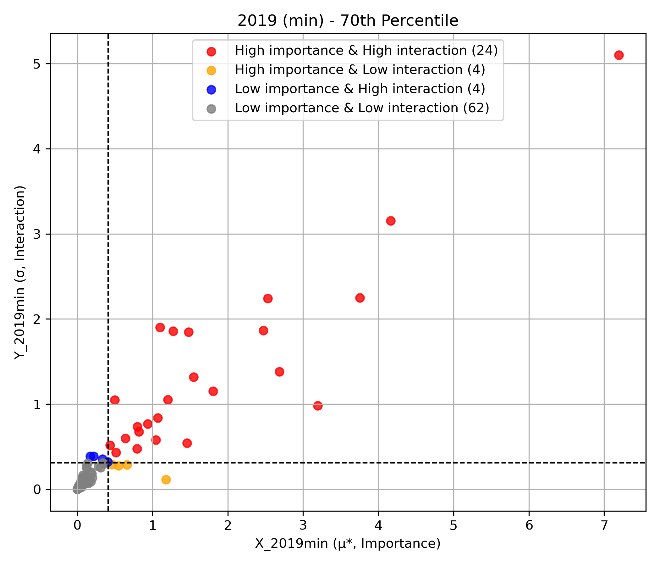 2019 (min) - 70th Percentile
High importance & High interaction (24)
High importance & Low interaction (4)
Low importance & High interaction (4)
Low importance & Low interaction (62)
Y_2019min (σ, Interaction)
5
4
3
2
1
0
0 1 2 3 4 5 6 7
X_2019min (μ*, Importance)